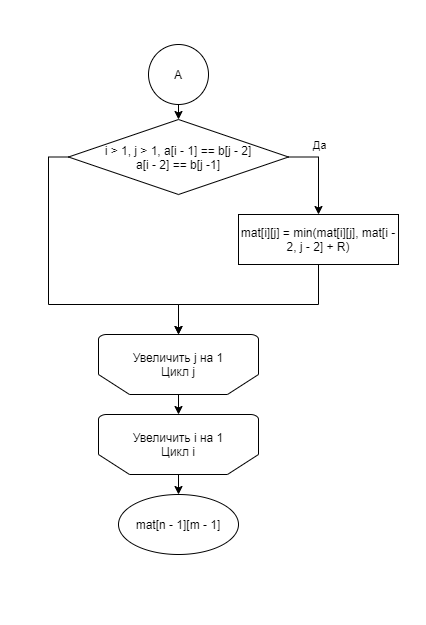 A
i > 1, j > 1, a[i - 1] == b[j - 2]
a[i - 2] == b[j -1]
Да
mat[i][j] = min(mat[i][j], mat[i -
2, j - 2] + R)
Увеличить j на 1
Цикл j
Увеличить i на 1
Цикл i
mat[n - 1][m - 1]